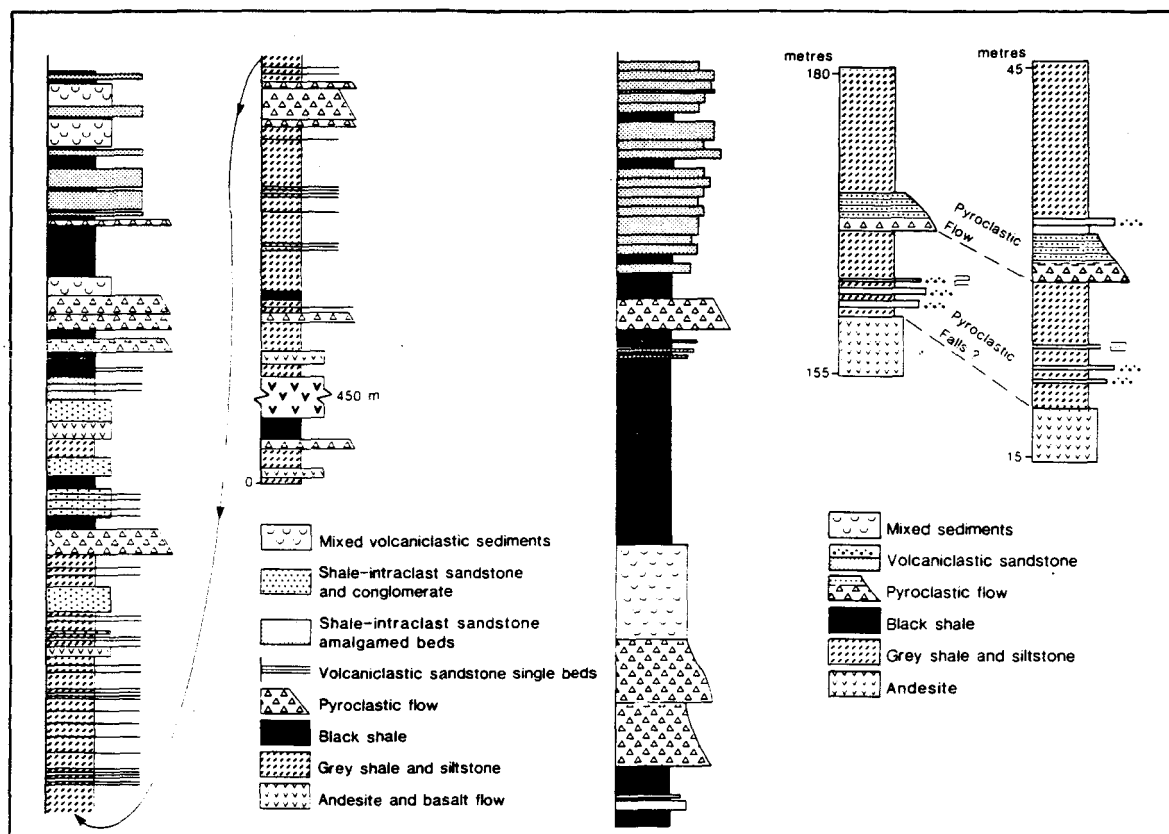 metres
180
155
metres
45
15
Pyroclastic
Flow
Pyroclastic
Falls ?
450 m
0
Mixed volcaniclastic sediments
Shale-intraclast sandstone
and conglomerate
Shale-intraclast sandstone
amalgamed beds
Volcaniclastic sandstone single beds
Pyroclastic flow
Black shale
Grey shale and siltstone
Andesite and basalt flow
Mixed sediments
Volcaniclastic sandstone
Pyroclastic flow
Black shale
Grey shale and siltstone
Andesite